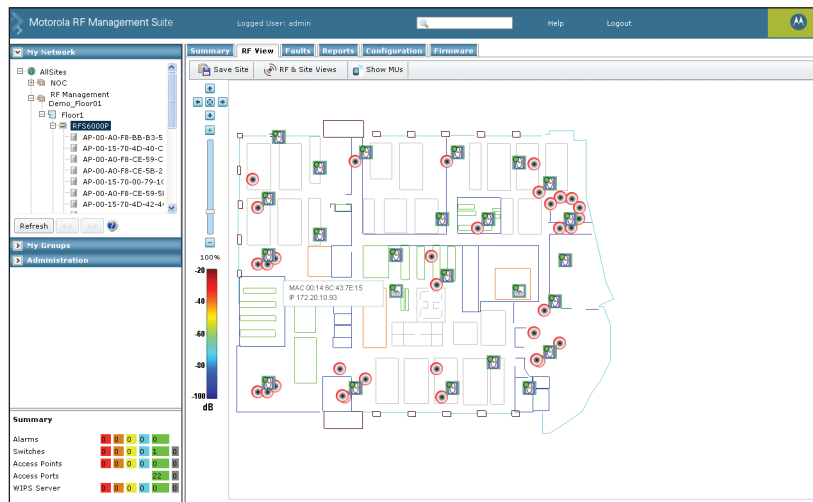 Motorola RF Management Suite
Logged User: admin
Help
Logout
My Network
Summary
RF View
Faults
Reports
Configuration
Firmware
Save Site
RF & Site Views
Show MUs
AllSites
NOC
RF Management
Demo_Floor01
Floor1
RFS6000P
AP-00-A0-F8-BB-B3-5
AP-00-15-70-4D-40-C
AP-00-A0-F8-CE-59-C
AP-00-A0-F8-CE-5B-2
AP-00-15-70-00-79-1
AP-00-A0-F8-CE-59-5
AP-00-15-70-4D-42-4
Refresh
<<
>>
My Groups
Administration
100%
-20
-40
-60
-80
-100
dB
MAC 00:14:6C:43:7E:15
IP 172.20.10.93
Summary
Alarms 0 0 0 0 0
Switches 0 0 0 0 1 0
Access Points 0 0 0 0 0 0
Access Ports 22 0
WIPS Server 0 0 0 0 0 0